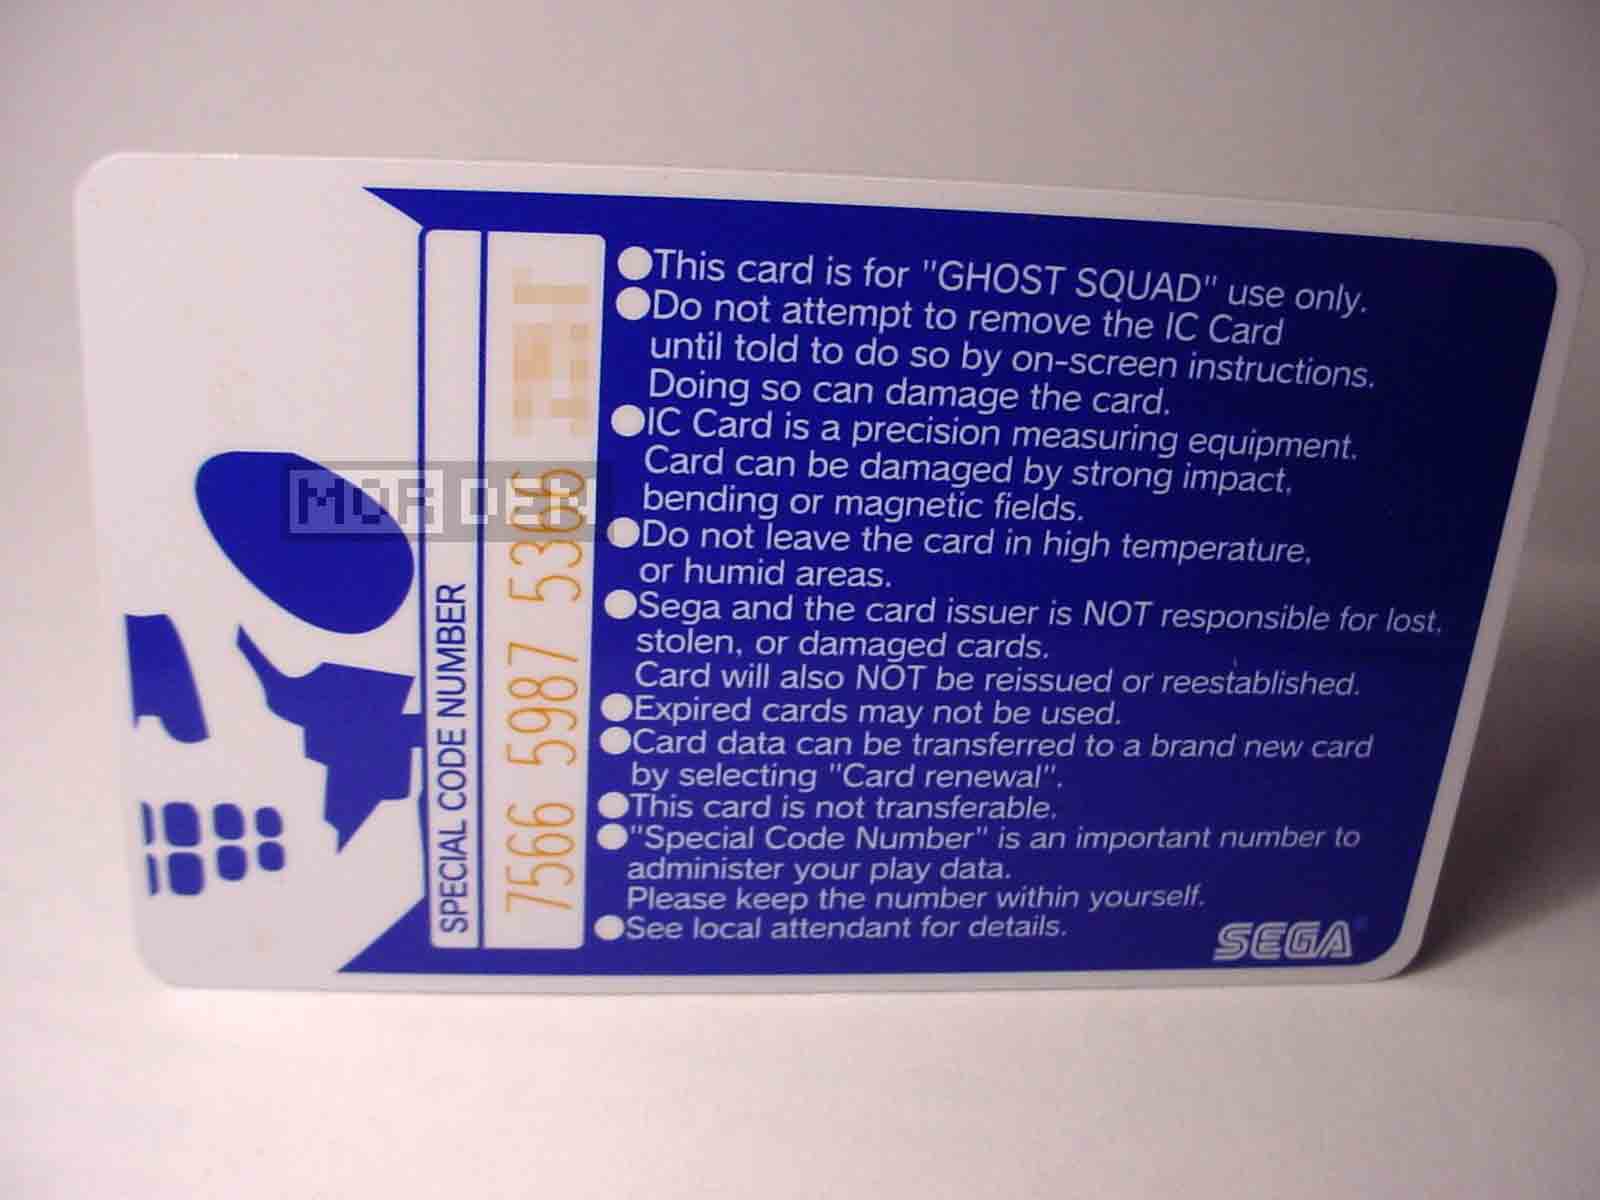 SPECIAL CODE NUMBER
7566 5987 5366
●This card is for "GHOST SQUAD" use only.
●Do not attempt to remove the IC Card
until told to do so by on-screen instructions.
Doing so can damage the card.
●IC Card is a precision measuring equipment.
Card can be damaged by strong impact,
bending or magnetic fields.
●Do not leave the card in high temperature,
or humid areas.
●Sega and the card issuer is NOT responsible for lost,
stolen, or damaged cards.
Card will also NOT be reissued or reestablished.
●Expired cards may not be used.
●Card data can be transferred to a brand new card
by selecting "Card renewal".
●This card is not transferable.
●"Special Code Number" is an important number to
administer your play data.
Please keep the number within yourself.
●See local attendant for details.
SEGA
MORDEN